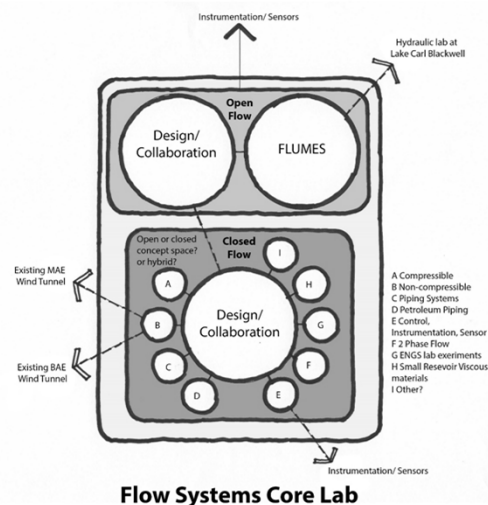 Instrumentation/ Sensors
Hydraulic lab at
Lake Carl Blackwell
Open
Flow
Design/
Collaboration
FLUMES
Open or closed
concept space?
or hybrid?
Closed Flow
Existing MAE
Wind Tunnel
Existing BAE
Wind Tunnel
Design/
Collaboration
I
A
H
B
G
C
F
D
E
A Compressible
B Non-compressible
C Piping Systems
D Petroleum Piping
E Control,
Instrumentation, Sensor
F 2 Phase Flow
G ENGS lab exeriments
H Small Resevoir Viscous
materials
I Other?
Instrumentation/ Sensors
Flow Systems Core Lab